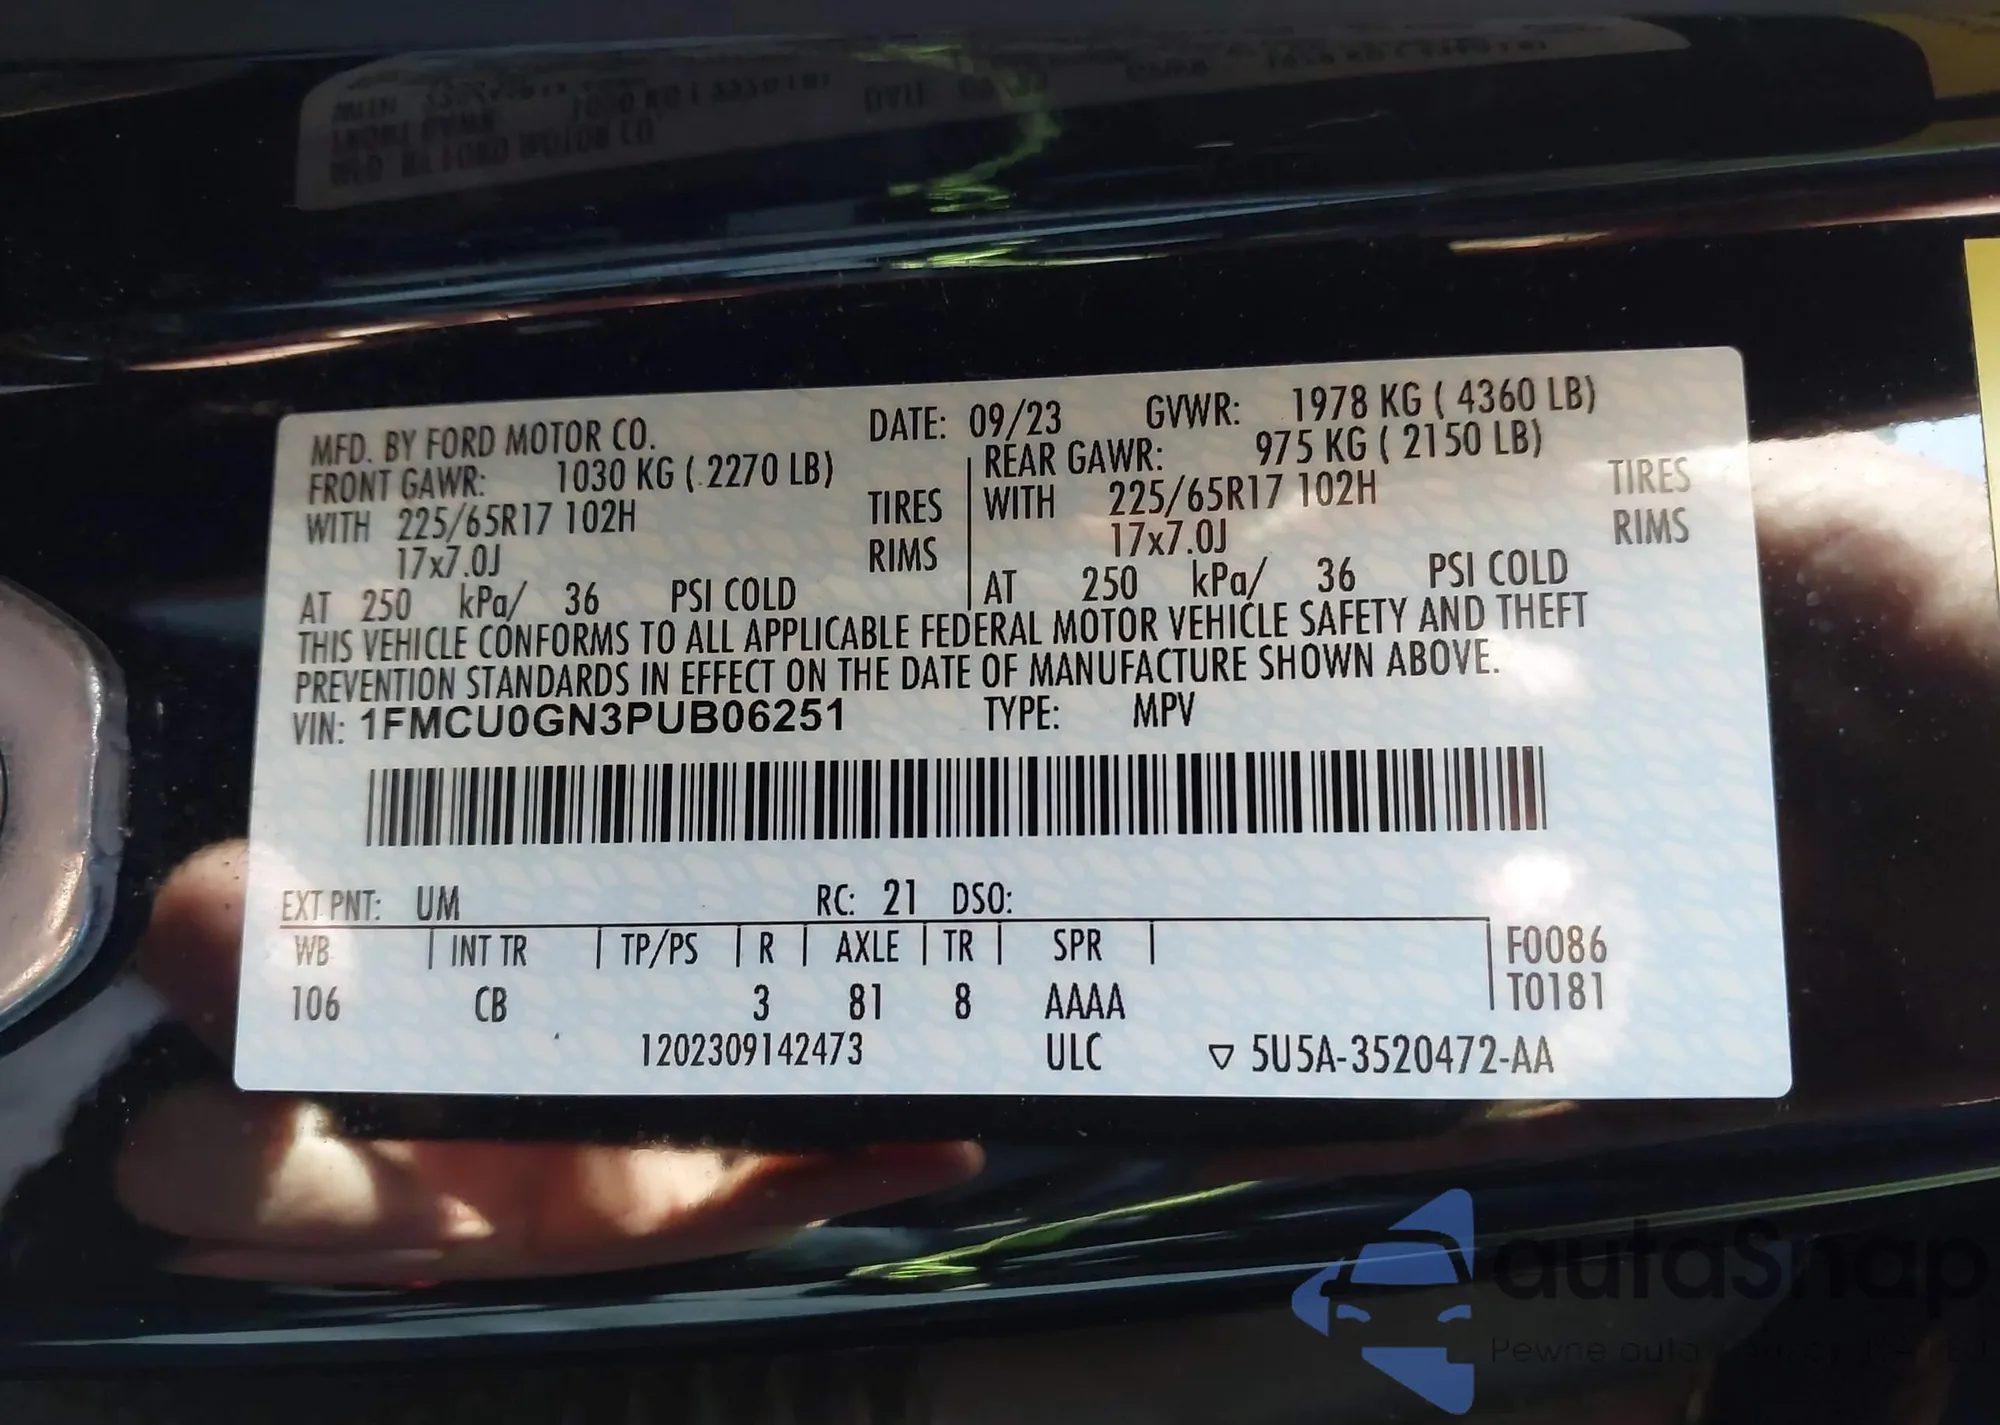 MFD. BY FORD MOTOR CO. DATE: 09/23 GVWR: 1978 KG ( 4360 LB)
FRONT GAWR: 1030 KG ( 2270 LB) REAR GAWR: 975 KG ( 2150 LB)
WITH 225/65R17 102H TIRES WITH 225/65R17 102H TIRES
17x7.0J RIMS 17x7.0J RIMS
AT 250 kPa/ 36 PSI COLD AT 250 kPa/ 36 PSI COLD
THIS VEHICLE CONFORMS TO ALL APPLICABLE FEDERAL MOTOR VEHICLE SAFETY AND THEFT
PREVENTION STANDARDS IN EFFECT ON THE DATE OF MANUFACTURE SHOWN ABOVE.
VIN: 1FMCU0GN3PUB06251 TYPE: MPV
EXT PNT: UM RC: 21 DSO:
WB INT TR TP/PS R AXLE TR SPR F0086
106 CB 3 81 8 AAAA T0181
1202309142473 ULC ▽ 5U5A-3520472-AA
autaSnap
Pewne auta